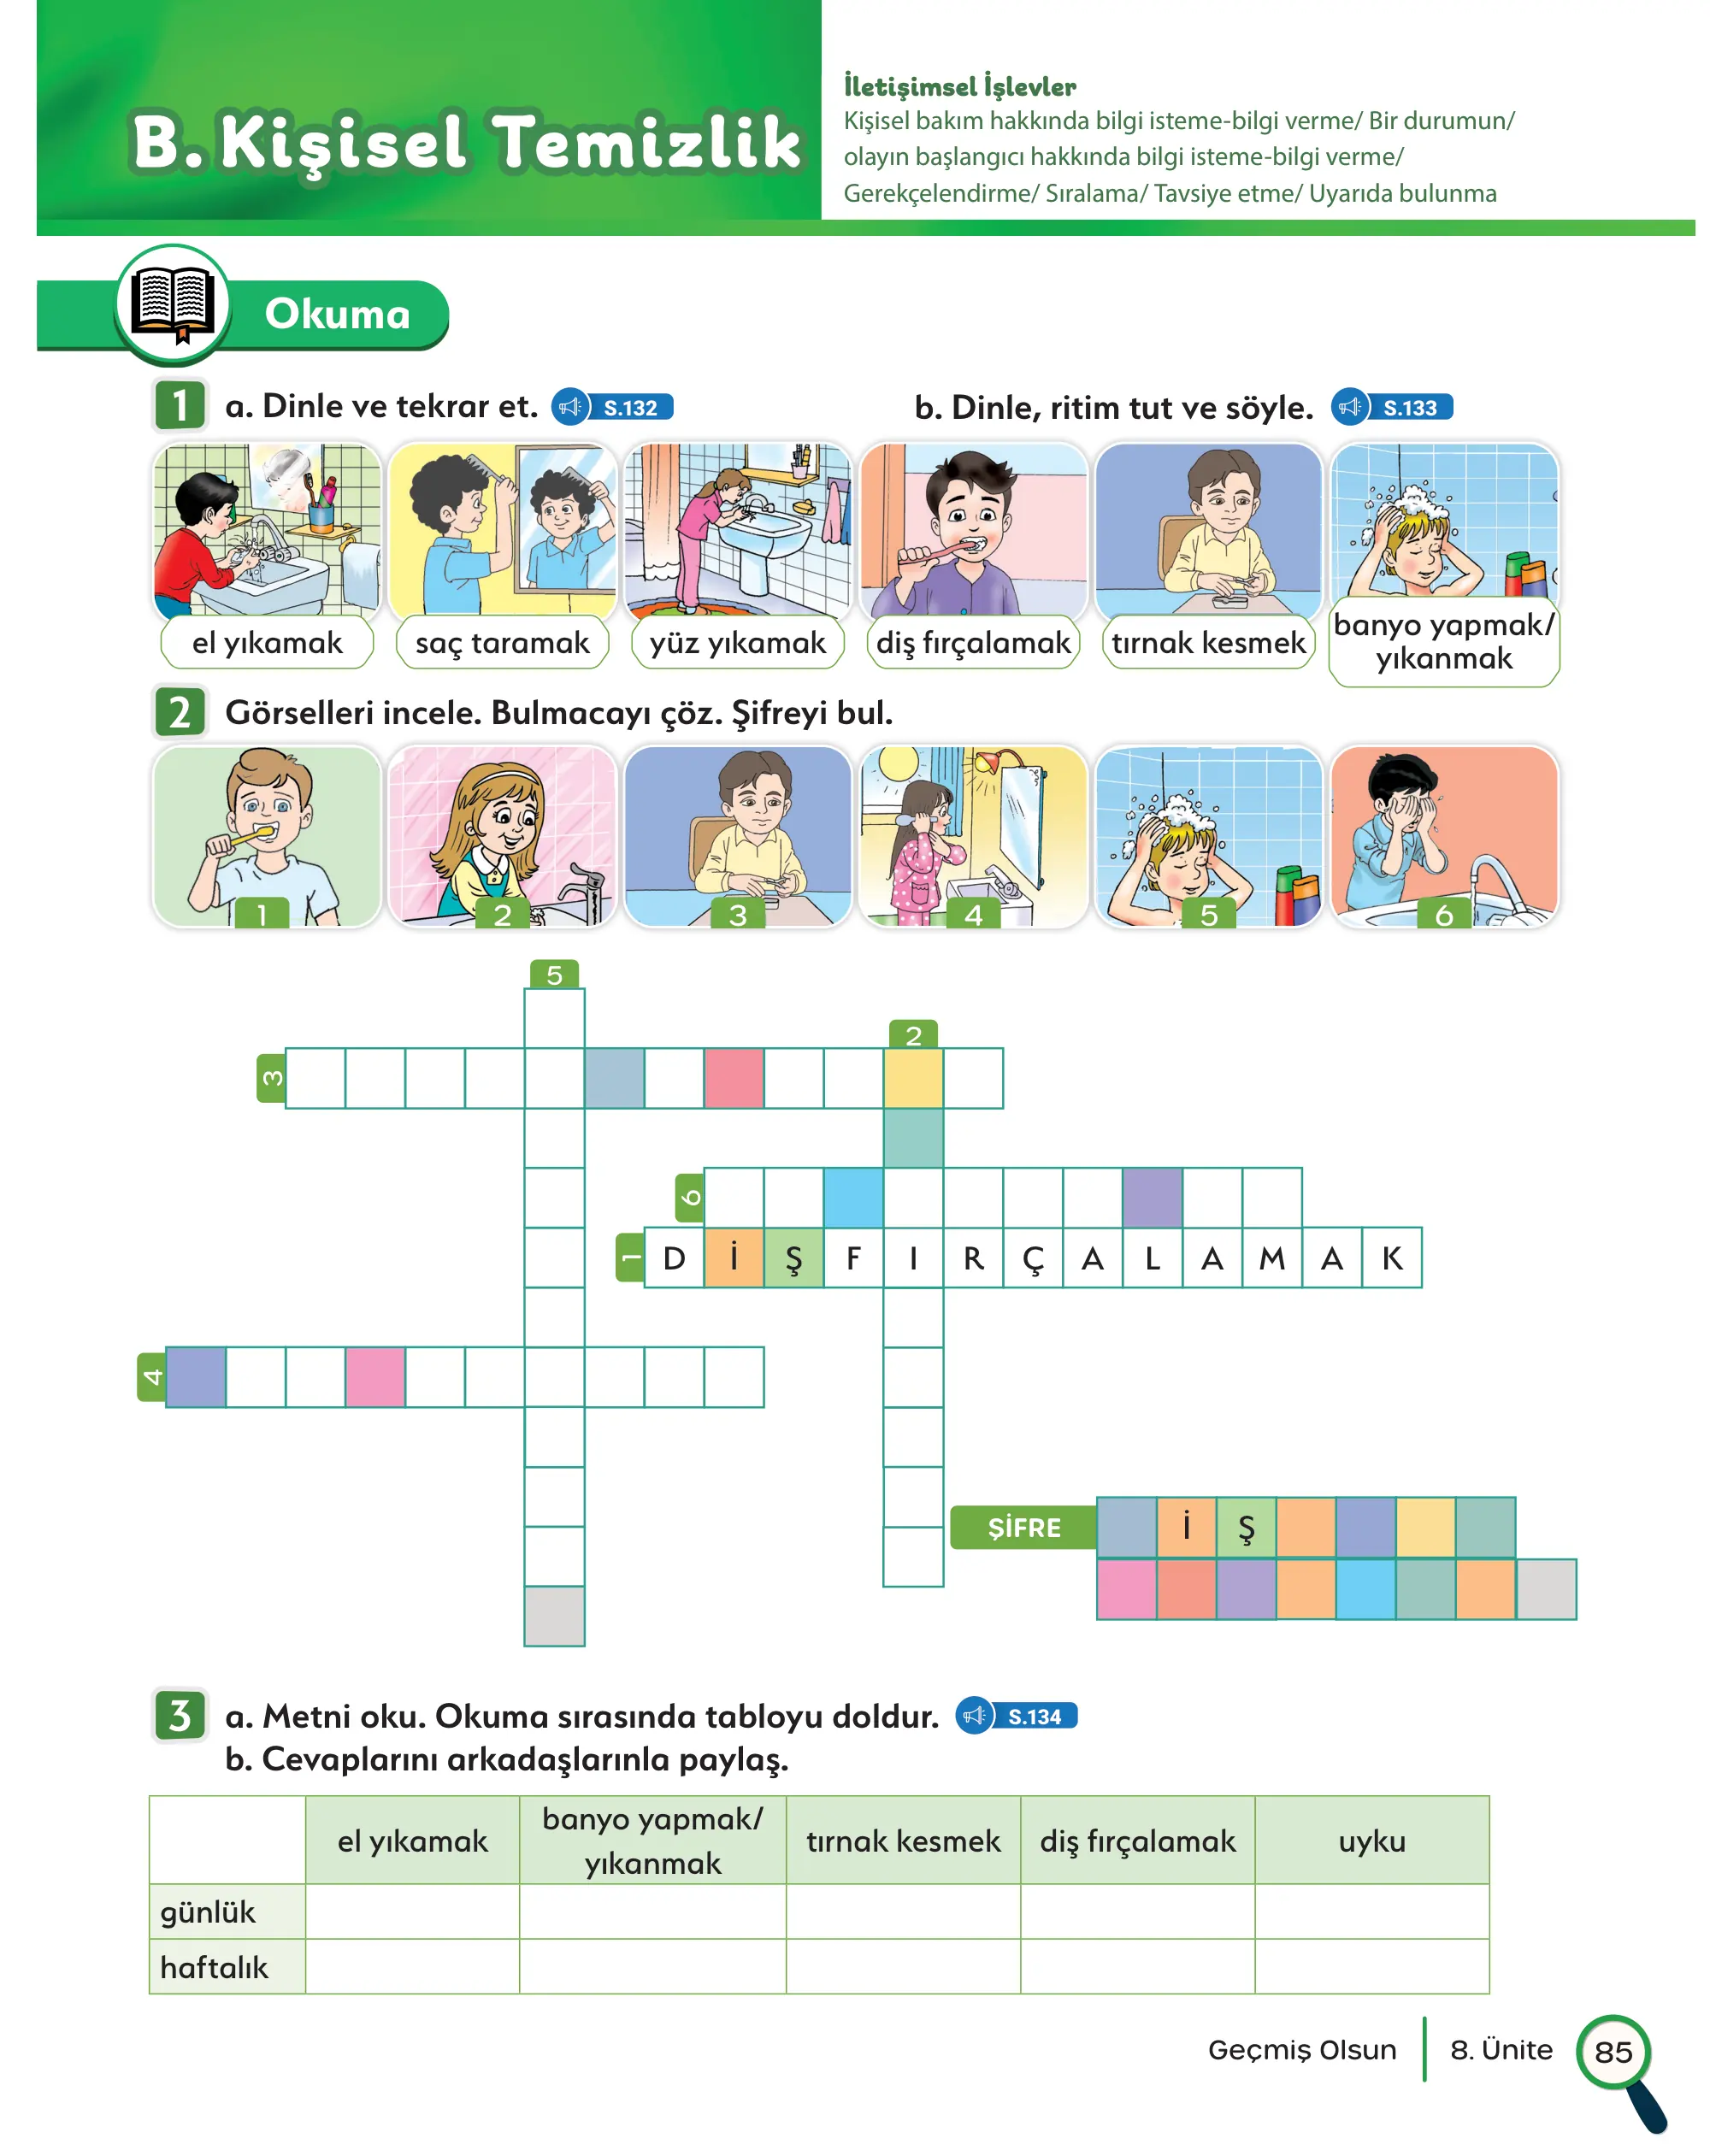 B. Kişisel Temizlik
İletişimsel İşlevler
Kişisel bakım hakkında bilgi isteme-bilgi verme/ Bir durumun/
olayın başlangıcı hakkında bilgi isteme-bilgi verme/
Gerekçelendirme/ Sıralama/ Tavsiye etme/ Uyarıda bulunma
Okuma
1 a. Dinle ve tekrar et. S.132 b. Dinle, ritim tut ve söyle. S.133
el yıkamak saç taramak yüz yıkamak diş fırçalamak tırnak kesmek banyo yapmak/
yıkanmak
2 Görselleri incele. Bulmacayı çöz. Şifreyi bul.
1 2 3 4 5 6
5
2
3
6
1 D İ Ş F I R Ç A L A M A K
4
ŞİFRE İ Ş
3 a. Metni oku. Okuma sırasında tabloyu doldur. S.134
b. Cevaplarını arkadaşlarınla paylaş.
el yıkamak banyo yapmak/ yıkanmak tırnak kesmek diş fırçalamak uyku
günlük
haftalık
Geçmiş Olsun 8. Ünite 85